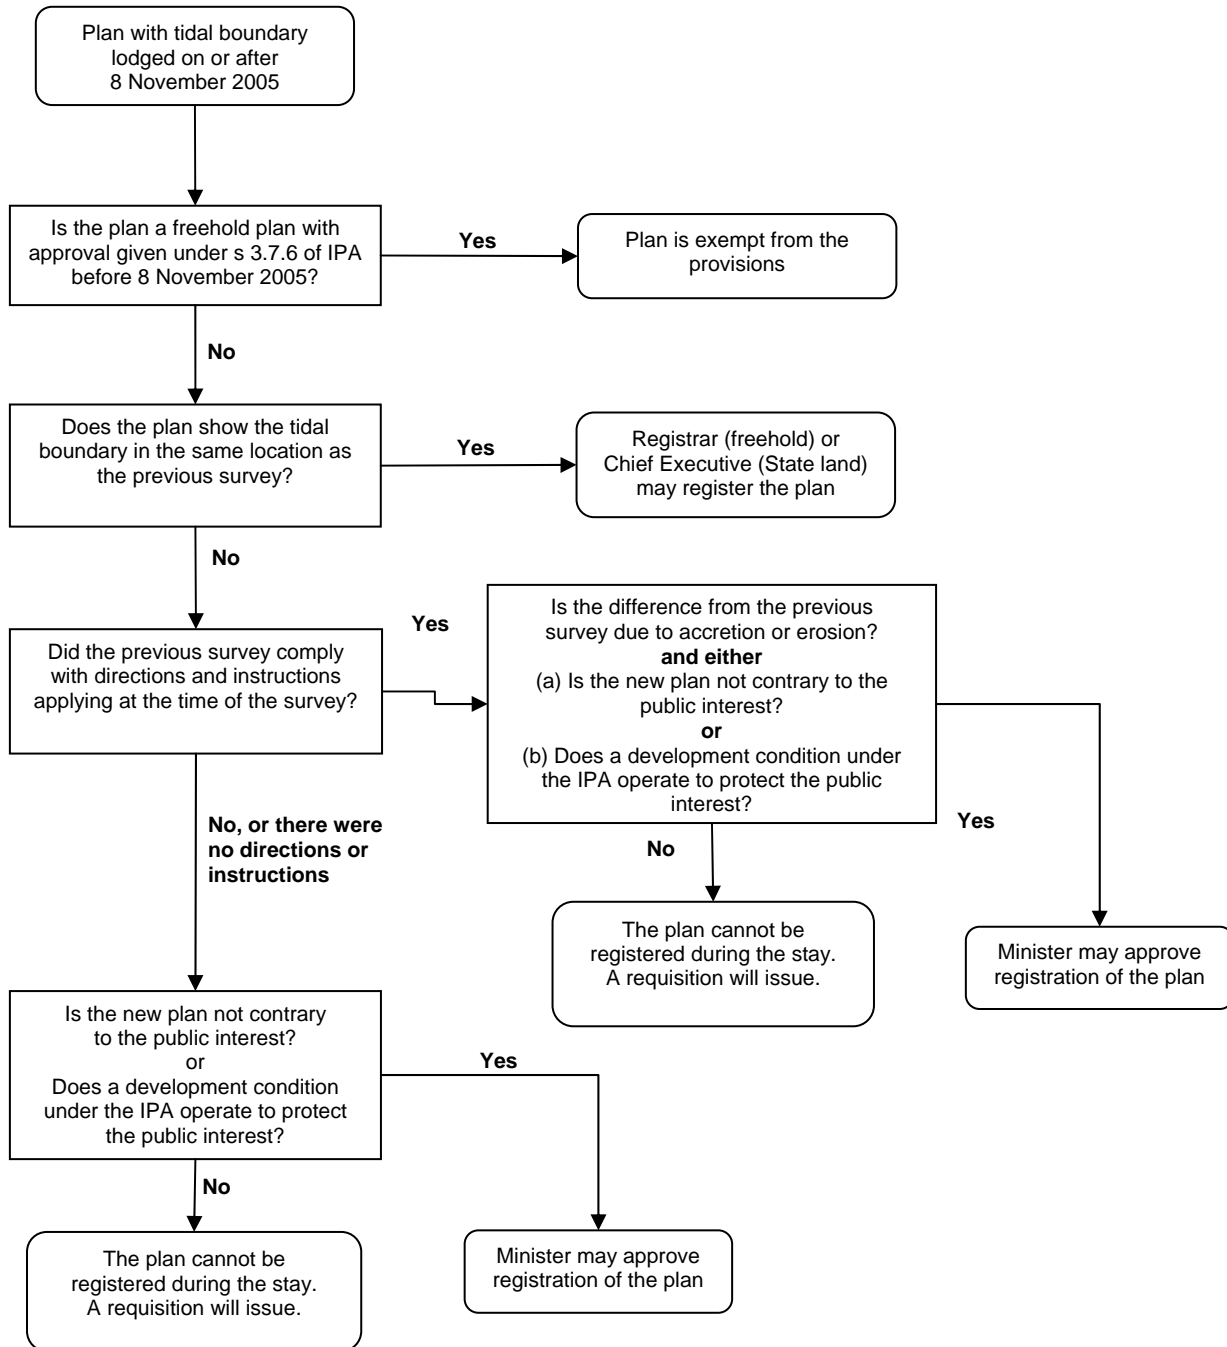 Plan with tidal boundary
lodged on or after
8 November 2005
Is the plan a freehold plan with
approval given under s 3.7.6 of IPA
before 8 November 2005?
Yes
Plan is exempt from the
provisions
No
Does the plan show the tidal
boundary in the same location as
the previous survey?
Yes
Registrar (freehold) or
Chief Executive (State land)
may register the plan
No
Did the previous survey comply
with directions and instructions
applying at the time of the survey?
Yes
Is the difference from the previous
survey due to accretion or erosion?
and either
(a) Is the new plan not contrary to the
public interest?
or
(b) Does a development condition under
the IPA operate to protect the public
interest?
No
The plan cannot be
registered during the stay.
A requisition will issue.
Yes
Minister may approve
registration of the plan
No, or there were
no directions or
instructions
Is the new plan not contrary
to the public interest?
or
Does a development condition
under the IPA operate to protect
the public interest?
Yes
Minister may approve
registration of the plan
No
The plan cannot be
registered during the stay.
A requisition will issue.